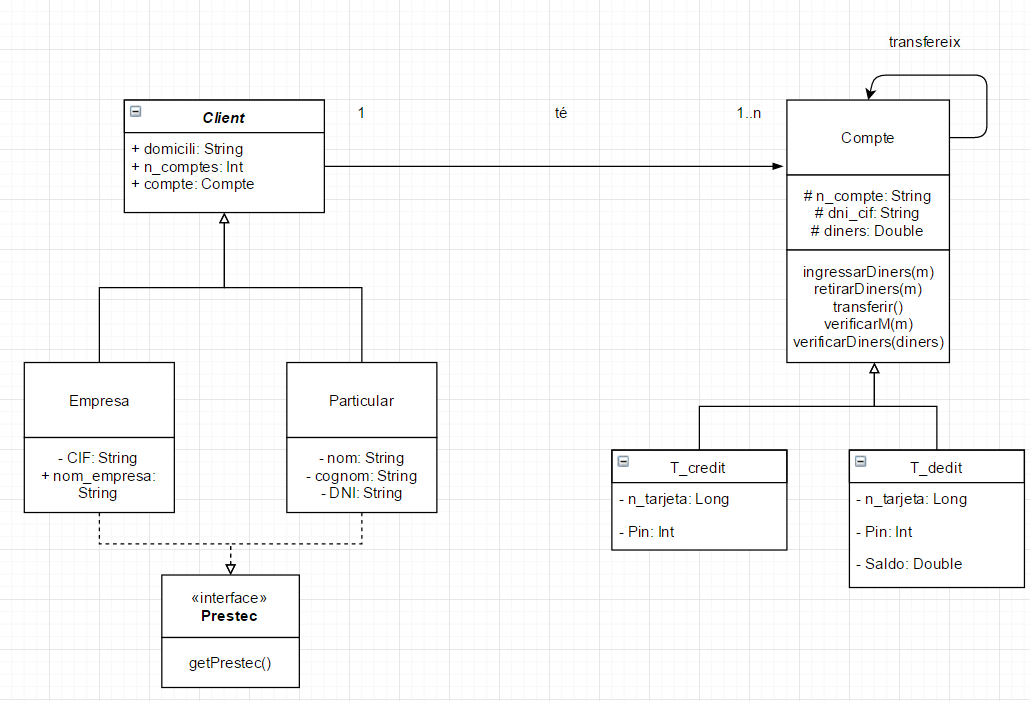 transfereix
Client
+ domicili: String
+ n_comptes: Int
+ compte: Compte
1
té
1..n
Compte
# n_compte: String
# dni_cif: String
# diners: Double
ingressarDiners(m)
retirarDiners(m)
transferir()
verificarM(m)
verificarDiners(diners)
Empresa
- CIF: String
+ nom_empresa:
String
Particular
- nom: String
- cognom: String
- DNI: String
T_credit
- n_tarjeta: Long
- Pin: Int
T_dedit
- n_tarjeta: Long
- Pin: Int
- Saldo: Double
«interface»
Prestec
getPrestec()